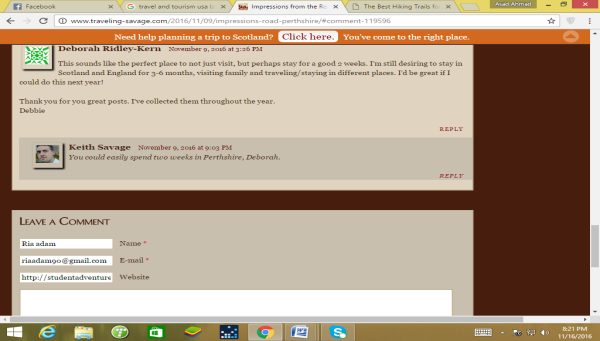 Facebook
travel and tourism usa b
Impressions from the Ro
The Best Hiking Trails fo
Asad Ahmad
www.traveling-savage.com/2016/11/09/impressions-road-perthshire/#comment-119596
Need help planning a trip to Scotland? Click here. You've come to the right place.
Deborah Ridley-Kern November 9, 2016 at 3:26 PM
This sounds like the perfect place to not just visit, but perhaps stay for a good 2 weeks. I'm still desiring to stay in
Scotland and England for 3-6 months, visiting family and traveling/staying in different places. I'd be great if I
could do this next year!
Thank you for you great posts. I've collected them throughout the year.
Debbie
REPLY
Keith Savage November 9, 2016 at 9:03 PM
You could easily spend two weeks in Perthshire, Deborah.
REPLY
Leave a Comment
Ria adam Name *
riaadam90@gmail.com E-mail *
http://studentadventure Website
8:21 PM
11/16/2016